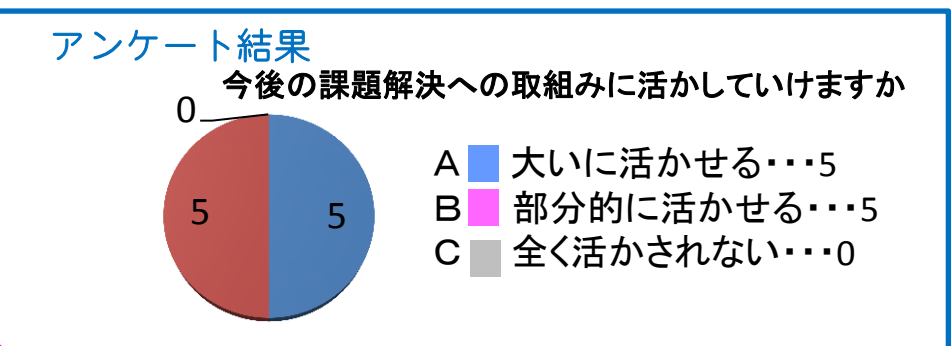 アンケート結果
今後の課題解決への取組みに活かしていけますか
0
5 5
A 大いに活かせる・・・5
B 部分的に活かせる・・・5
C 全く活かされない・・・0